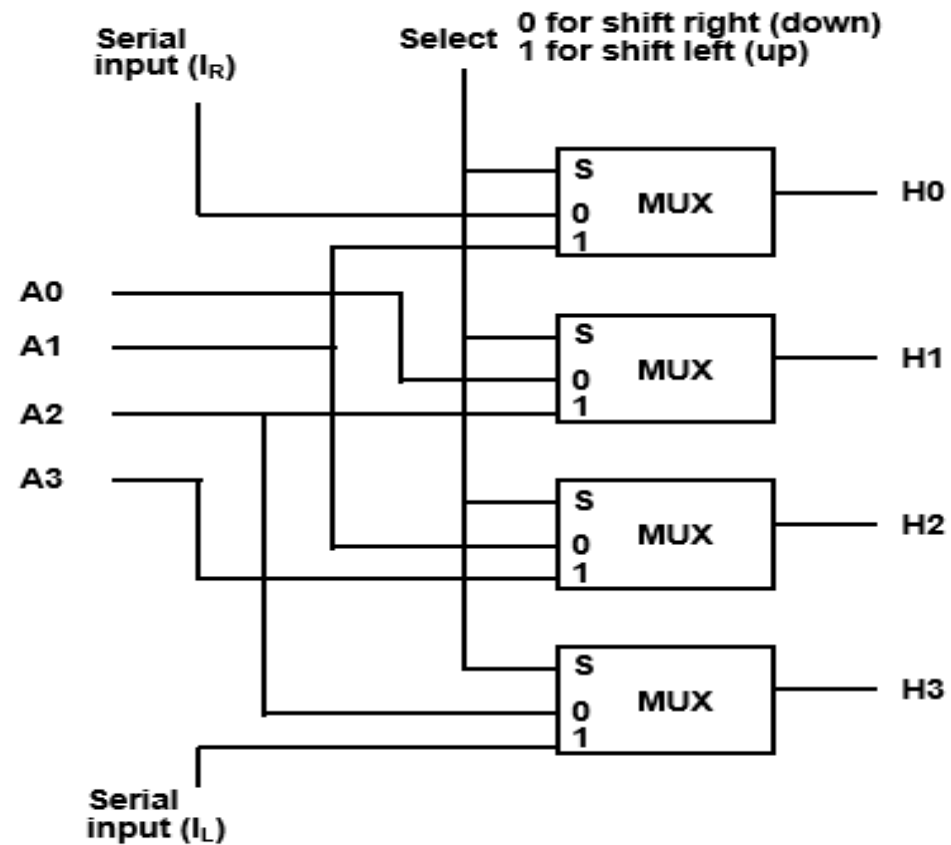 Serial
input (IR)
Select
0 for shift right (down)
1 for shift left (up)
S
MUX
0
1
H0
A0
A1
S
MUX
0
1
H1
A2
A3
S
MUX
0
1
H2
S
MUX
0
1
H3
Serial
input (IL)